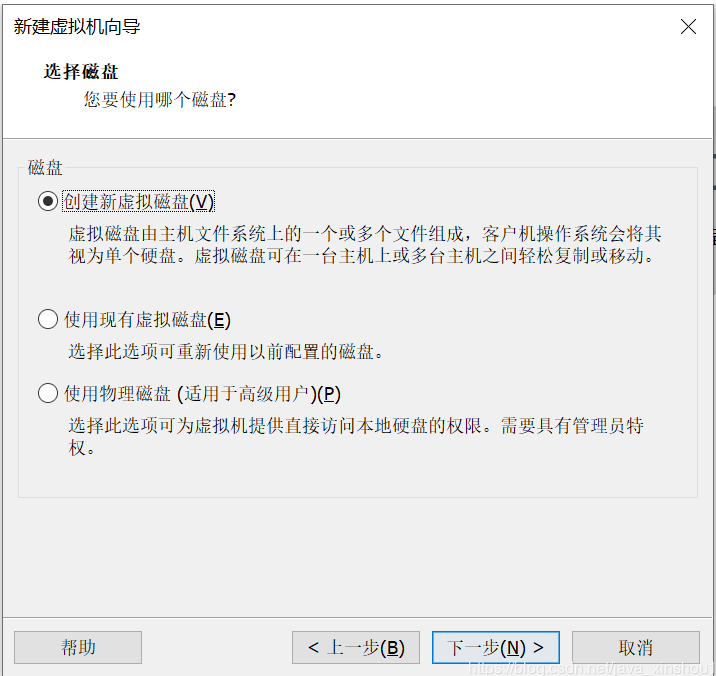 新建虚拟机向导
选择磁盘
您要使用哪个磁盘?
磁盘
创建新虚拟磁盘(V)
虚拟磁盘由主机文件系统上的一个或多个文件组成，客户机操作系统会将其
视为单个硬盘。虚拟磁盘可在一台主机上或多台主机之间轻松复制或移动。
使用现有虚拟磁盘(E)
选择此选项可重新使用以前配置的磁盘。
使用物理磁盘 (适用于高级用户)(P)
选择此选项可为虚拟机提供直接访问本地硬盘的权限。需要具有管理员特
权。
帮助
< 上一步(B)
下一步(N) >
取消
https://blog.csdn.net/java_xinshou1